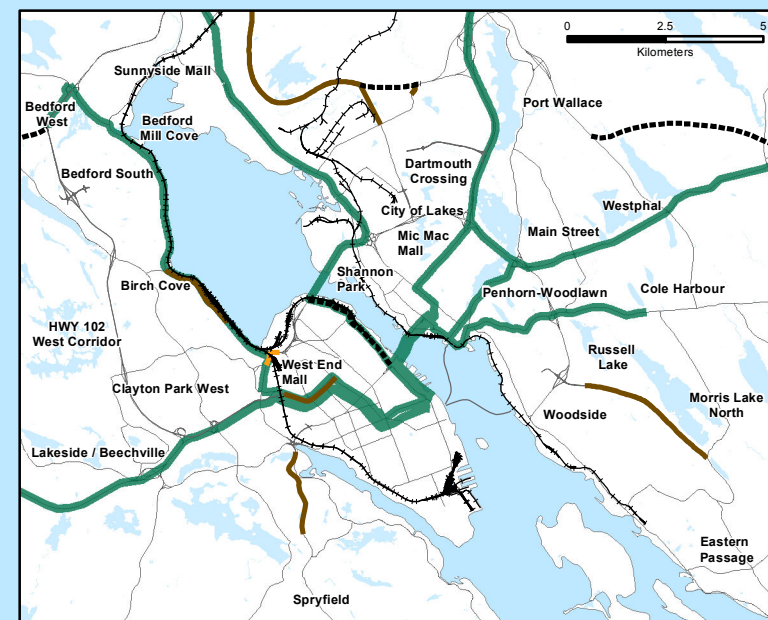 0 2.5 5
Kilometers
Sunnyside Mall
Bedford
West
Port Wallace
Bedford
Mill Cove
Dartmouth
Crossing
Bedford South
City of Lakes
Westphal
Mic Mac
Mall
Main Street
Shannon
Park
Birch Cove
Penhorn-Woodlawn
Cole Harbour
HWY 102
West Corridor
West End
Mall
Russell
Lake
Clayton Park West
Morris Lake
North
Woodside
Lakeside / Beechville
Eastern
Passage
Spryfield